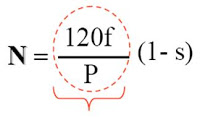 N = 120f/P (1- s)